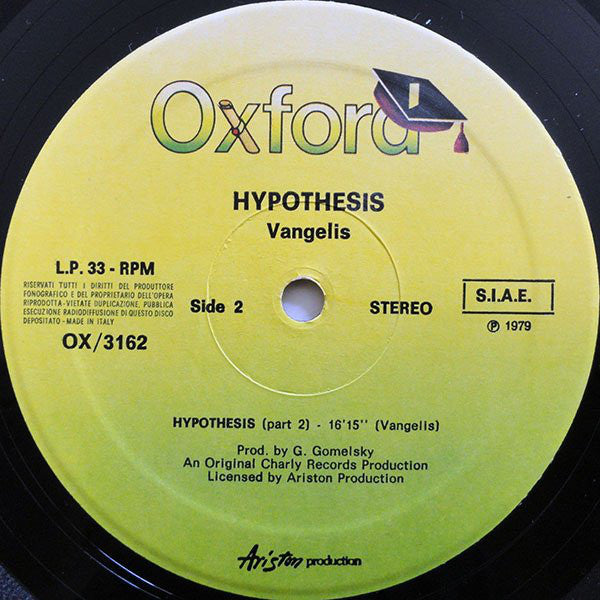 Oxford
HYPOTHESIS
Vangelis
L.P. 33 - RPM
RISERVATI TUTTI I DIRITTI DEL PRODUTTORE
FONOGRAFICO E DEL PROPRIETARIO DELL'OPERA
RIPRODOTTA - VIETATE DUPLICAZIONE, PUBBLICA
ESECUZIONE RADIODIFFUSIONE DI QUESTO DISCO
DEPOSITATO - MADE IN ITALY
OX/3162
Side 2
STEREO
S.I.A.E.
℗ 1979
HYPOTHESIS (part 2) - 16'15'' (Vangelis)
Prod. by G. Gomelsky
An Original Charly Records Production
Licensed by Ariston Production
Ariston production